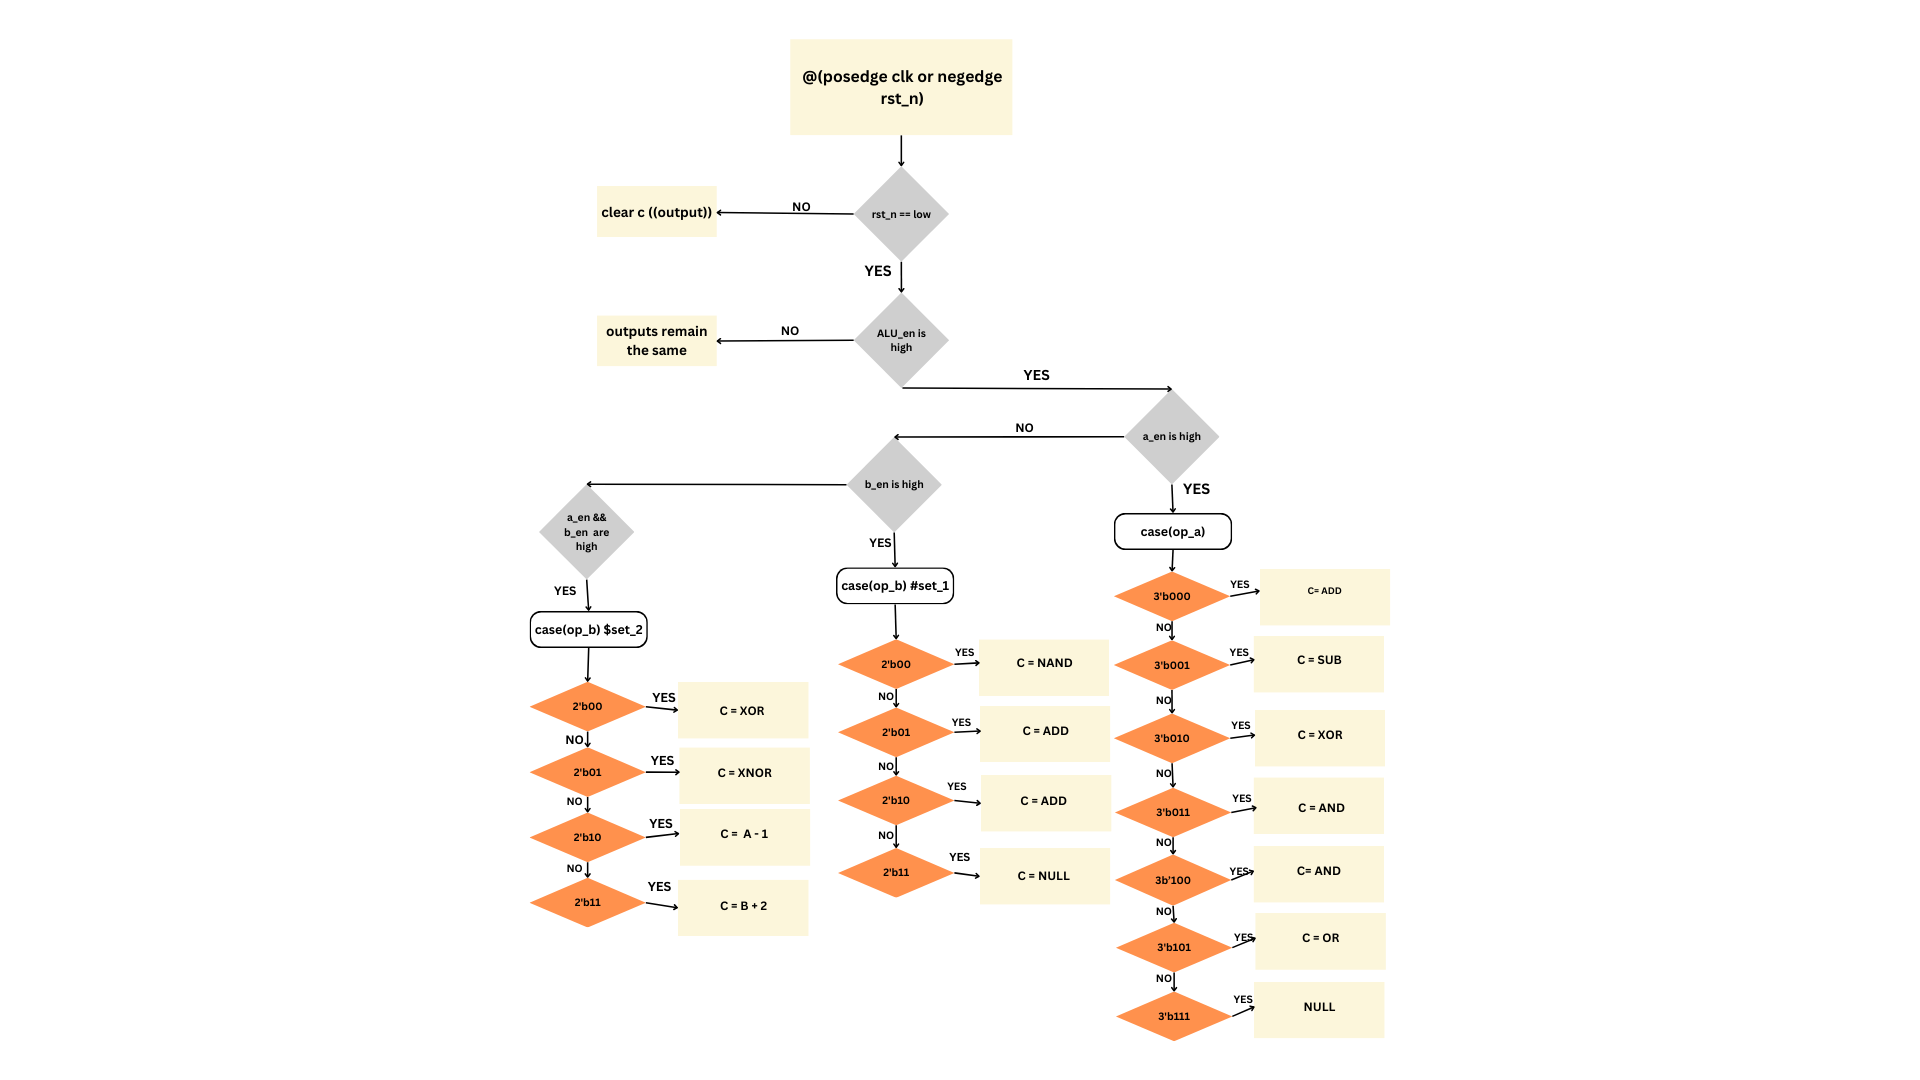 @(posedge clk or negedge
rst_n)
rst_n == low
NO
clear c ((output))
YES
ALU_en is
high
NO
outputs remain
the same
YES
a_en is high
NO
b_en is high
YES
a_en &&
b_en are
high
YES
case(op_b) $set_2
2'b00
YES
C = XOR
NO
2'b01
YES
C = XNOR
NO
2'b10
YES
C = A - 1
NO
2'b11
YES
C = B + 2
YES
case(op_b) #set_1
2'b00
YES
C = NAND
NO
2'b01
YES
C = ADD
NO
2'b10
YES
C = ADD
NO
2'b11
YES
C = NULL
case(op_a)
3'b000
YES
C= ADD
NO
3'b001
YES
C = SUB
NO
3'b010
YES
C = XOR
NO
3'b011
YES
C = AND
NO
3b'100
YES
C= AND
NO
3'b101
YES
C = OR
NO
3'b111
YES
NULL